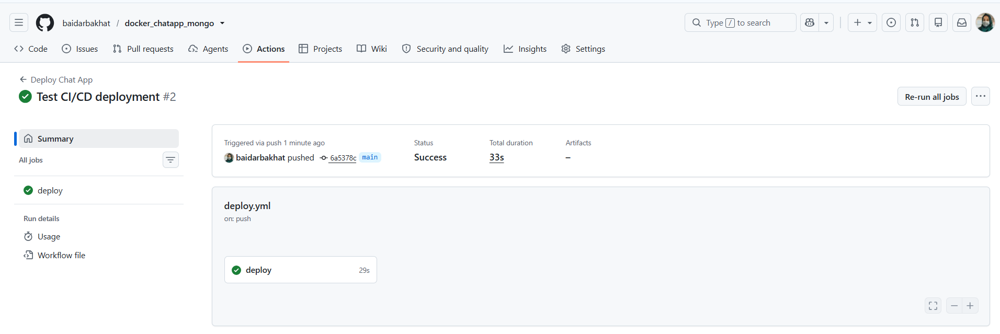 baidarbakhat / docker_chatapp_mongo
Type / to search
Code Issues Pull requests Agents Actions Projects Wiki Security and quality Insights Settings
Deploy Chat App
Test CI/CD deployment #2
Re-run all jobs
Summary
All jobs
deploy
Run details
Usage
Workflow file
Triggered via push 1 minute ago
baidarbakhat pushed 6a5378c main
Status
Success
Total duration
33s
Artifacts
–
deploy.yml
on: push
deploy 29s